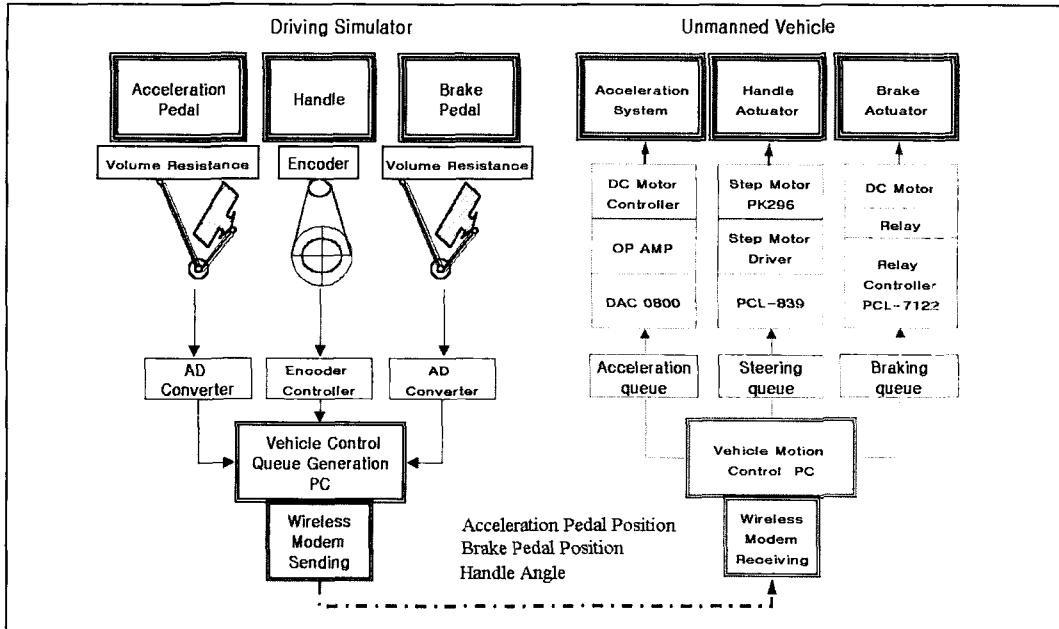 Driving Simulator
Unmanned Vehicle
Acceleration
Pedal
Handle
Brake
Pedal
Acceleration
System
Handle
Actuator
Brake
Actuator
Volume Resistance
Encoder
Volume Resistance
DC Motor
Controller
Step Motor
PK296
DC Motor
Relay
OP AMP
Step Motor
Driver
Relay
Controller
PCL-7122
DAC 0800
PCL-839
AD
Converter
Encoder
Controller
AD
Converter
Acceleration
queue
Steering
queue
Braking
queue
Vehicle Control
Queue Generation
PC
Vehicle Motion
Control PC
Wireless
Modem
Sending
Acceleration Pedal Position
Brake Pedal Position
Handle Angle
Wireless
Modem
Receiving